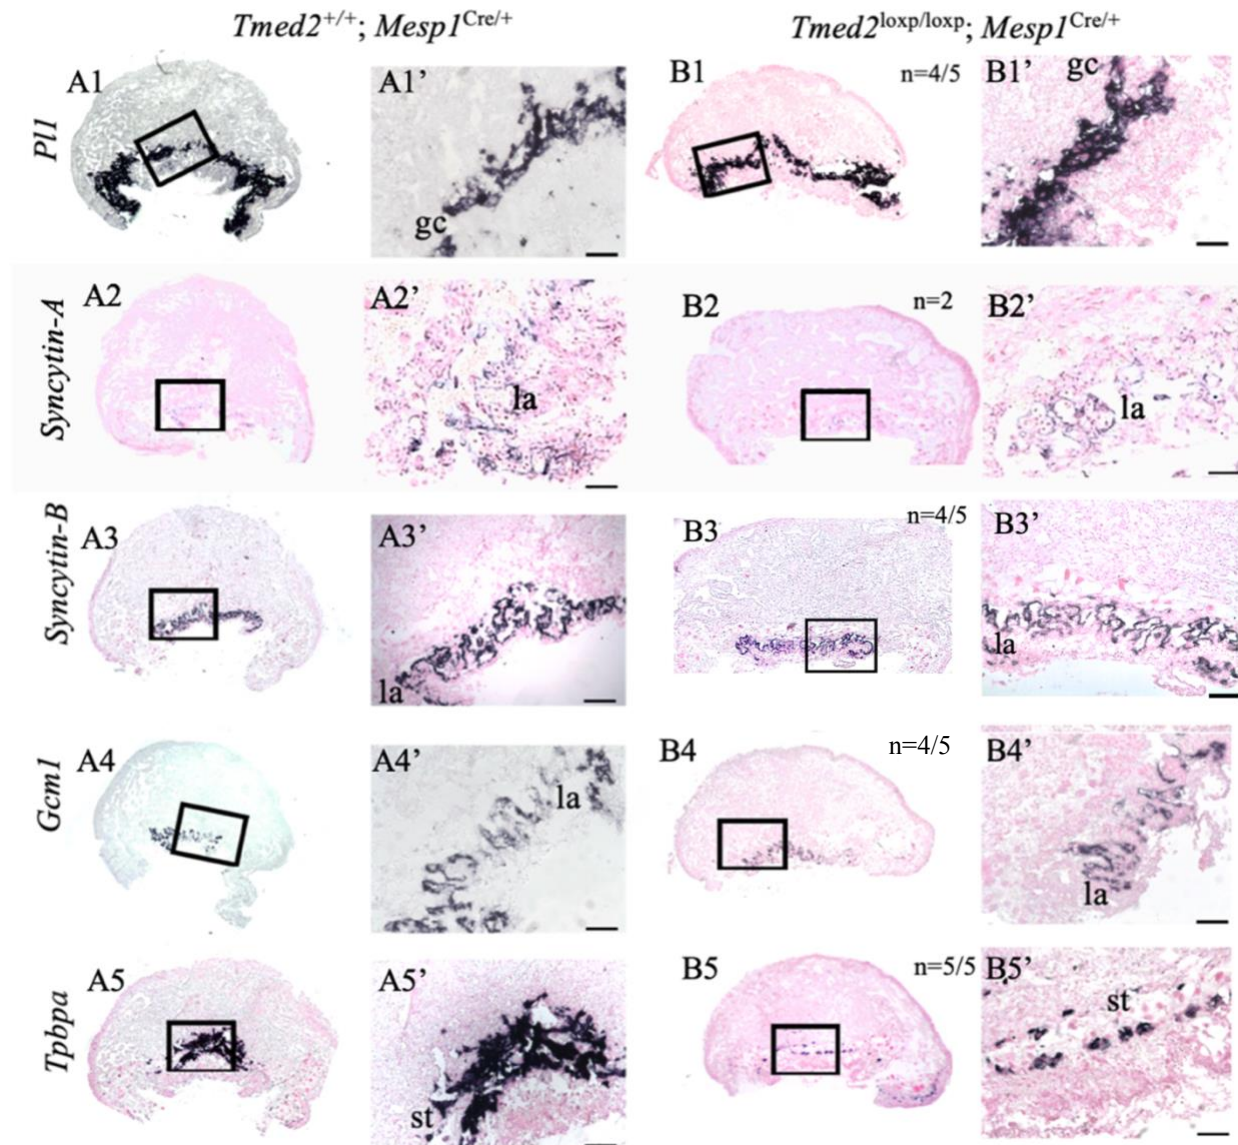 Tmed2+/+; Mesp1Cre/+
Tmed2loxp/loxp; Mesp1Cre/+
Pl1
A1
A1’
gc
B1
n=4/5
B1’
gc
Syncytin-A
A2
A2’
la
B2
n=2
B2’
la
Syncytin-B
A3
A3’
la
B3
n=4/5
B3’
la
Gcm1
A4
A4’
la
B4
n=4/5
B4’
la
Tpbpa
A5
A5’
st
B5
n=5/5
B5’
st